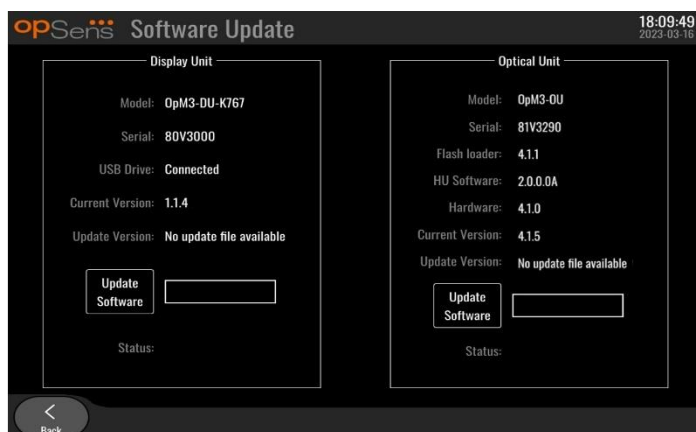 opSens Software Update
18:09:49
2023-03-16
Display Unit
Model: OpM3-DU-K767
Serial: 80V3000
USB Drive: Connected
Current Version: 1.1.4
Update Version: No update file available
Update
Software
Status:
Optical Unit
Model: OpM3-OU
Serial: 81V3290
Flash loader: 4.1.1
HU Software: 2.0.0.0A
Hardware: 4.1.0
Current Version: 4.1.5
Update Version: No update file available
Update
Software
Status:
Back